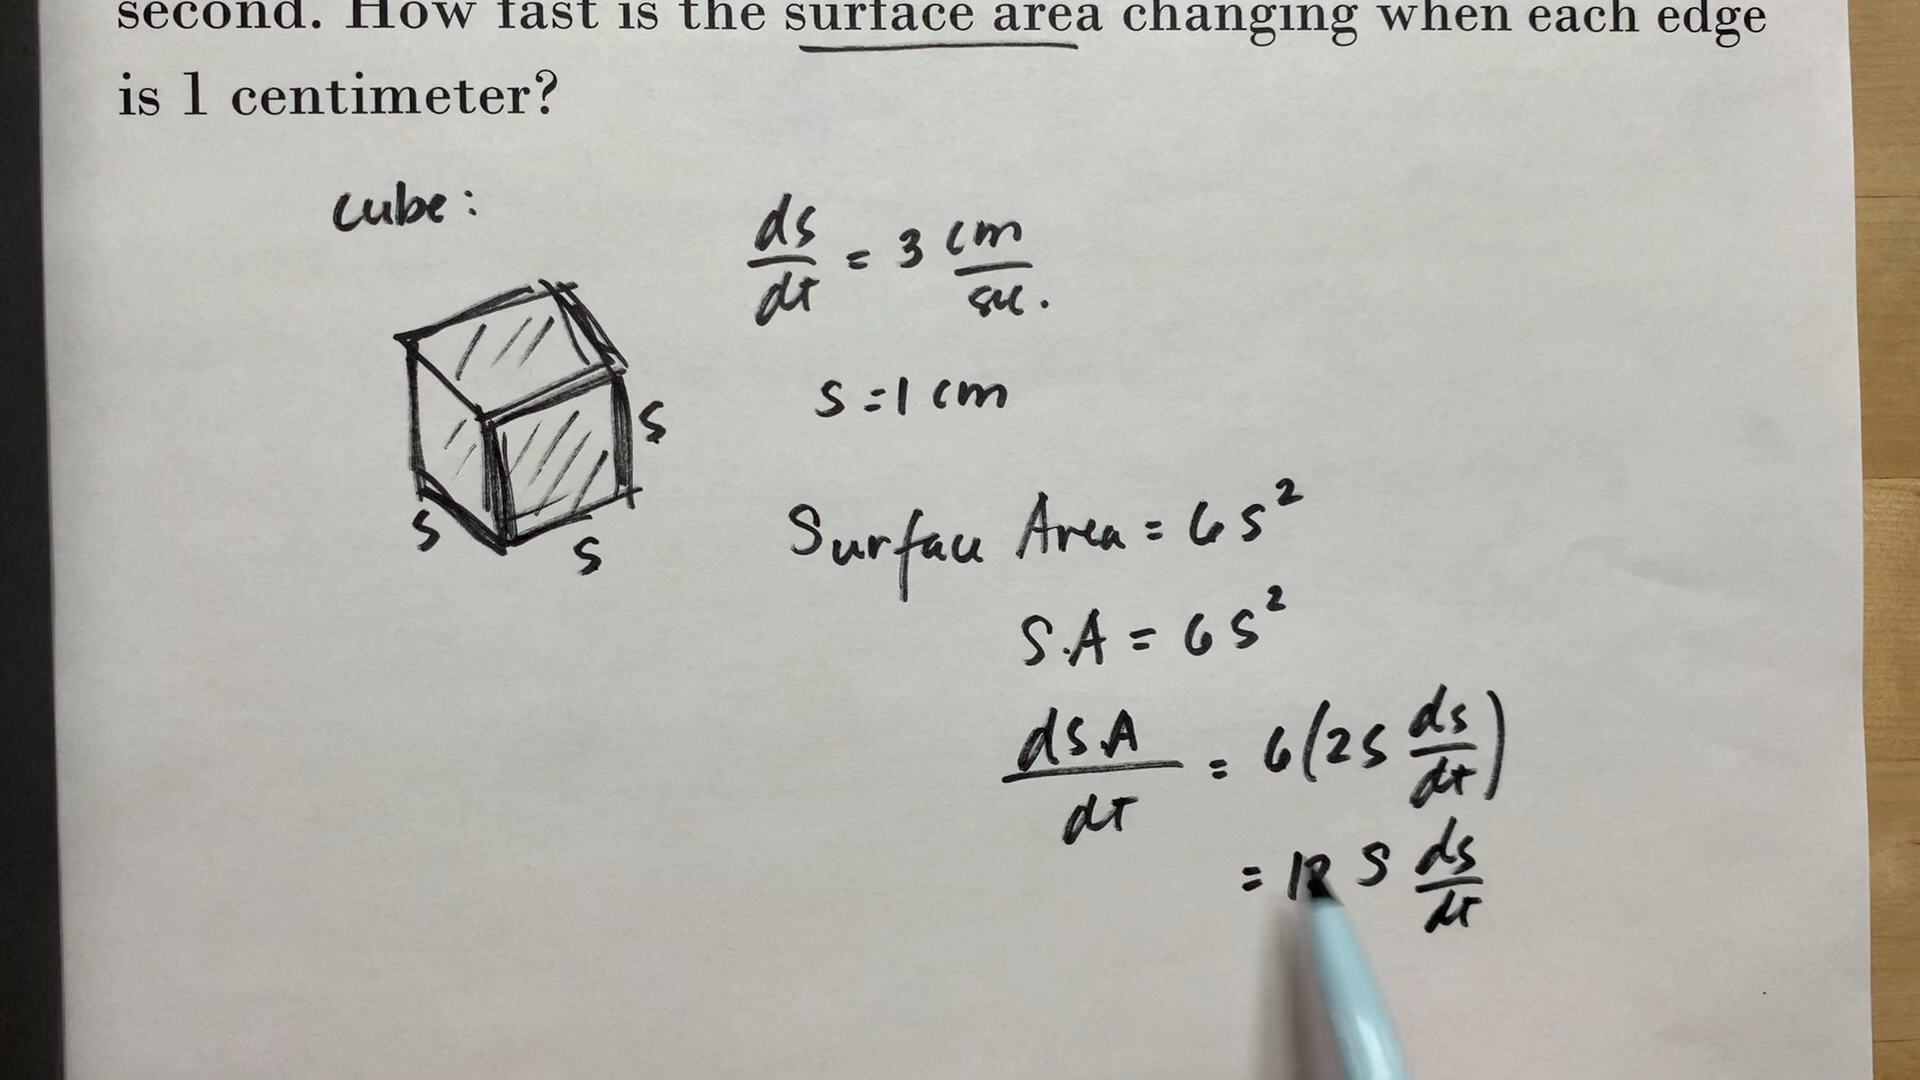 second. How fast is the surface area changing when each edge
is 1 centimeter?
cube:
ds/dt = 3 cm/sec.
s = 1 cm
s
s
s
Surface Area = 6s²
S.A = 6s²
dS.A/dt = 6(2s ds/dt)
= 12 s ds/dt